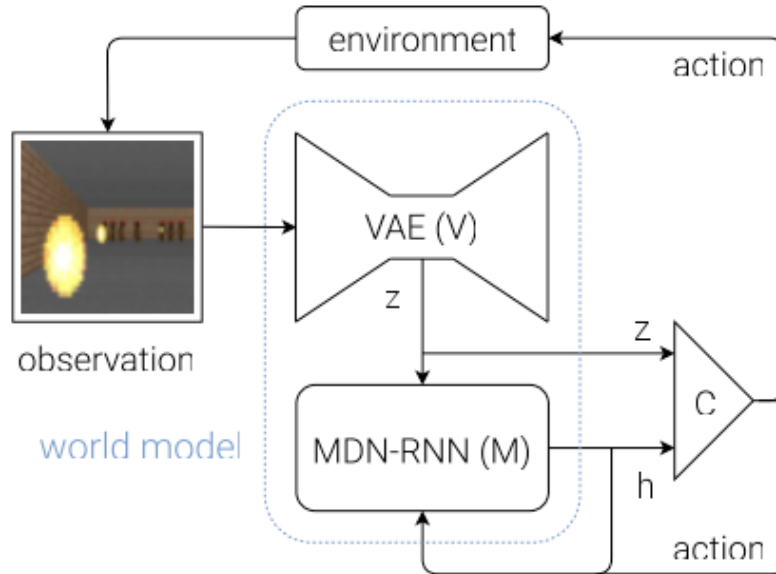 environment
action
VAE (V)
z
observation
z
C
world model
MDN-RNN (M)
h
action